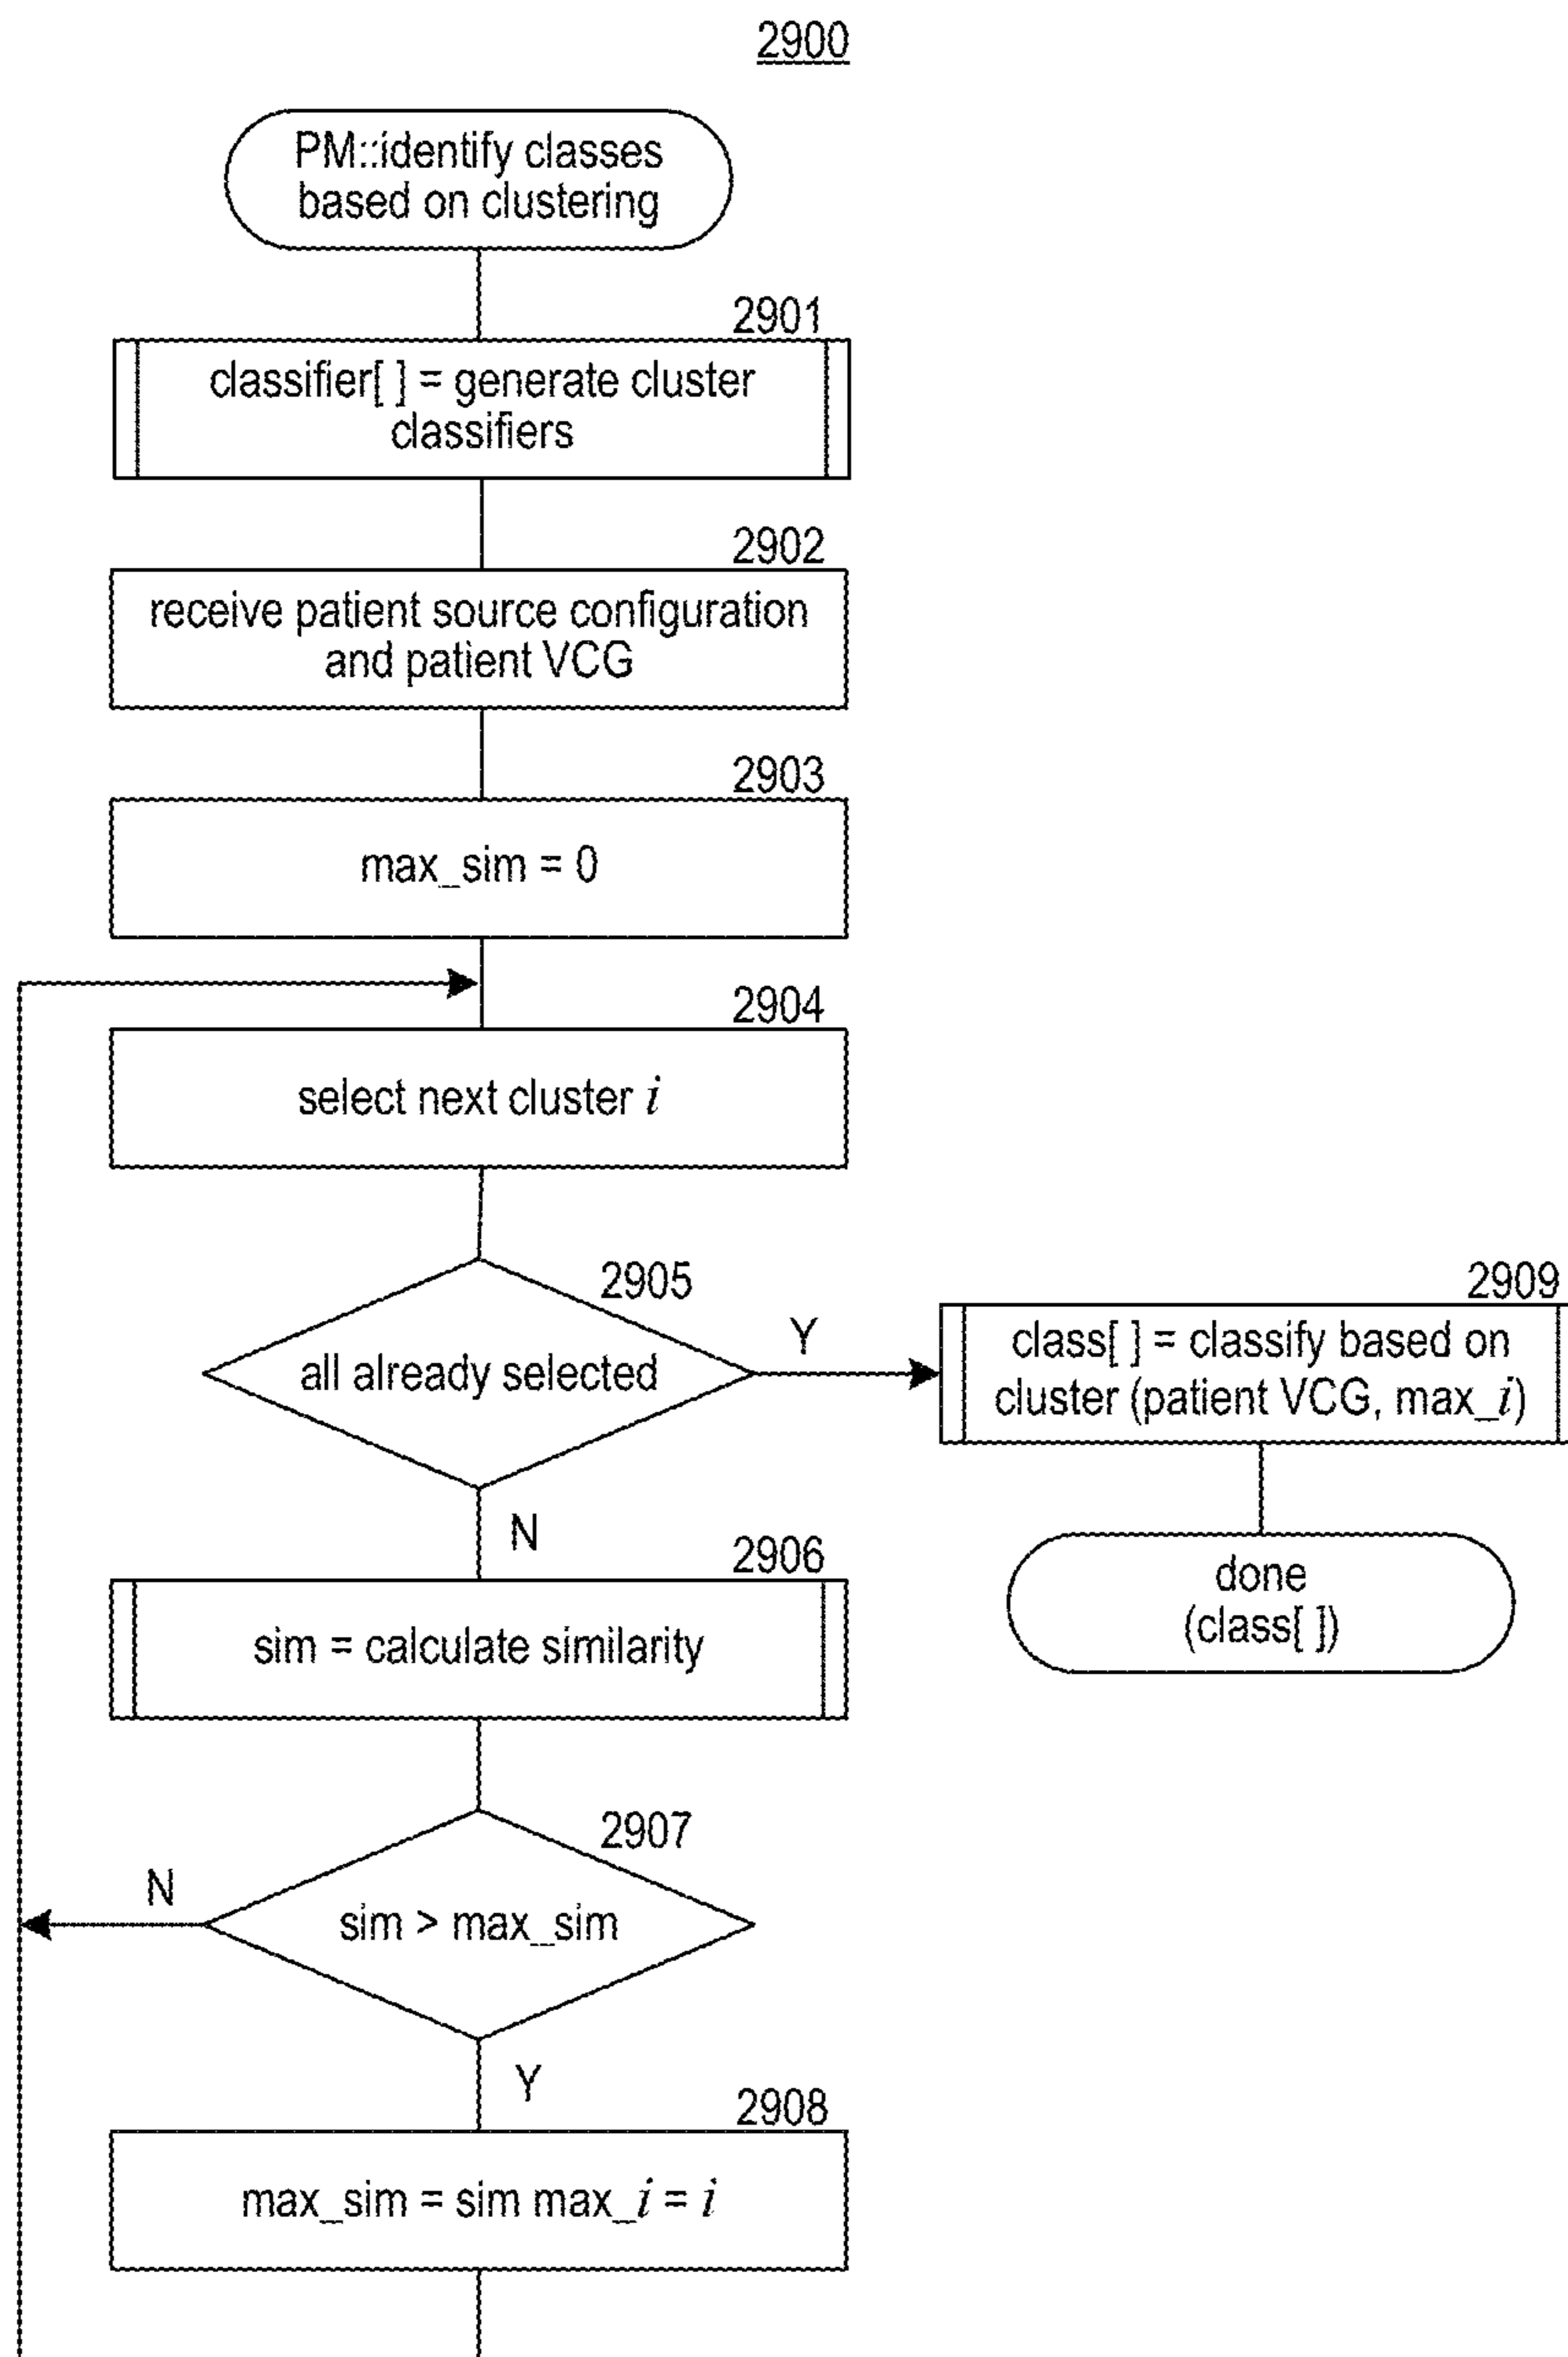 2900
PM::identify classes
based on clustering
2901
classifier[ ] = generate cluster
classifiers
2902
receive patient source configuration
and patient VCG
2903
max_sim = 0
2904
select next cluster i
2905
all already selected
Y
2909
class[ ] = classify based on
cluster (patient VCG, max_i)
done
(class[ ])
N
2906
sim = calculate similarity
2907
sim > max_sim
N
Y
2908
max_sim = sim max_i = i